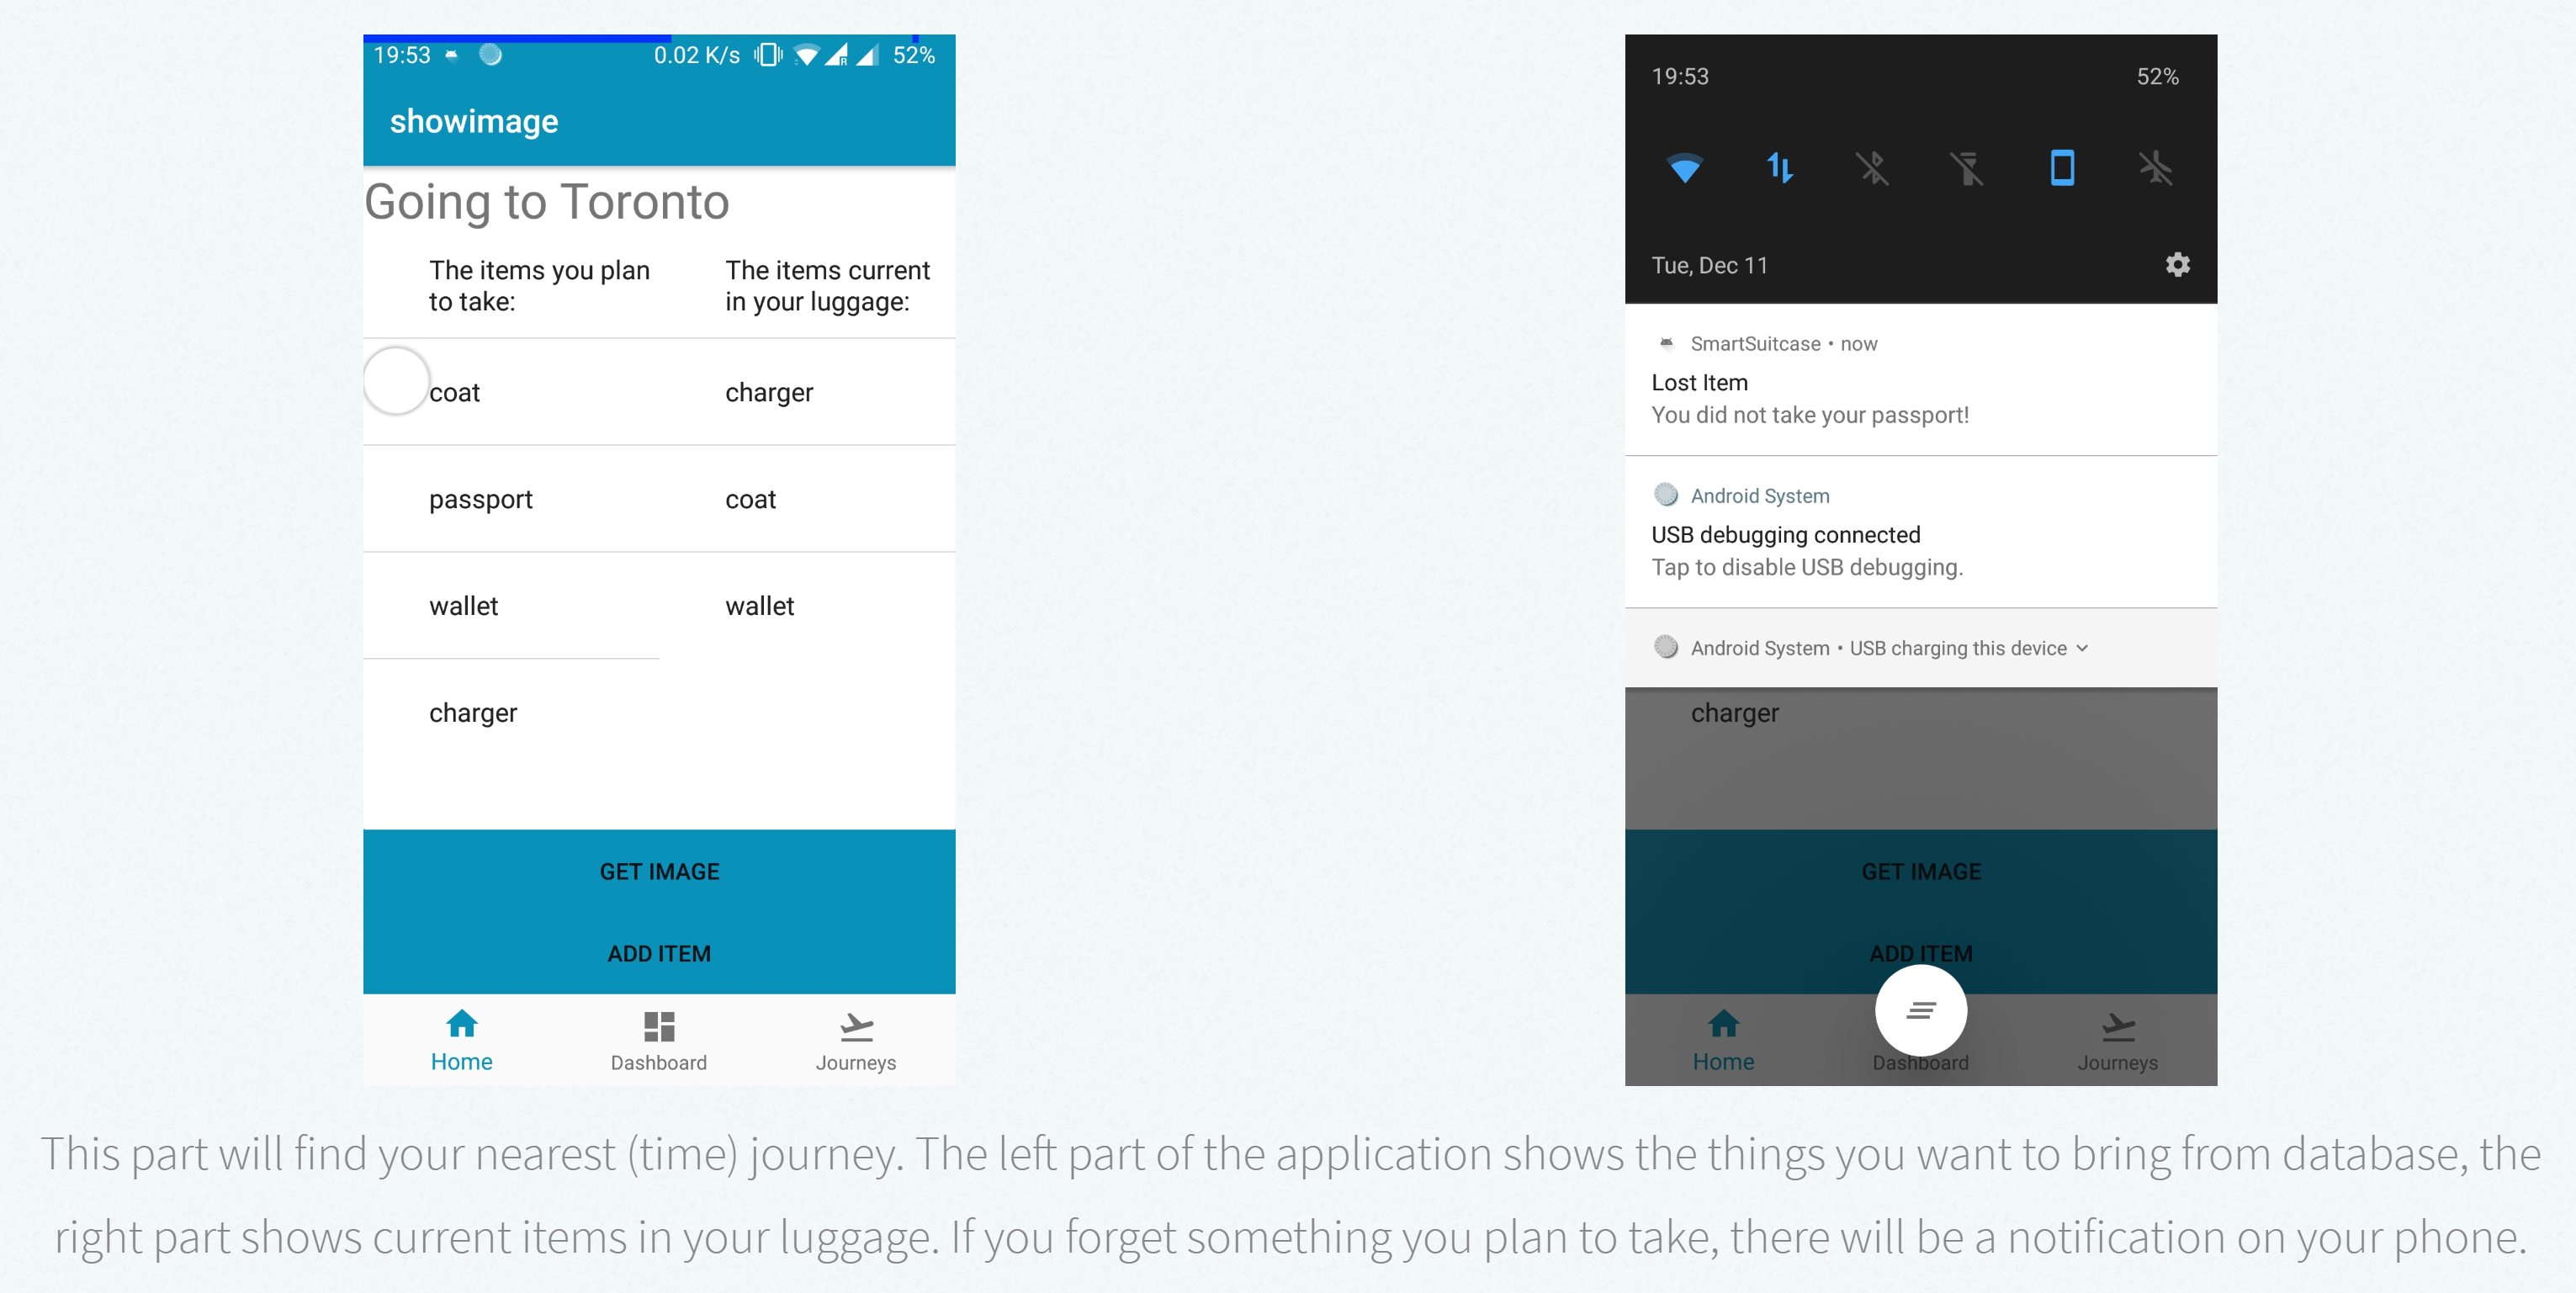 19:53 0.02 K/s 52%
showimage
Going to Toronto
The items you plan
to take:
The items current
in your luggage:
coat charger
passport coat
wallet wallet
charger
GET IMAGE
ADD ITEM
Home Dashboard Journeys
19:53 52%
Tue, Dec 11
SmartSuitcase • now
Lost Item
You did not take your passport!
Android System
USB debugging connected
Tap to disable USB debugging.
Android System • USB charging this device
charger
GET IMAGE
ADD ITEM
Home Dashboard Journeys
This part will find your nearest (time) journey. The left part of the application shows the things you want to bring from database, the
right part shows current items in your luggage. If you forget something you plan to take, there will be a notification on your phone.